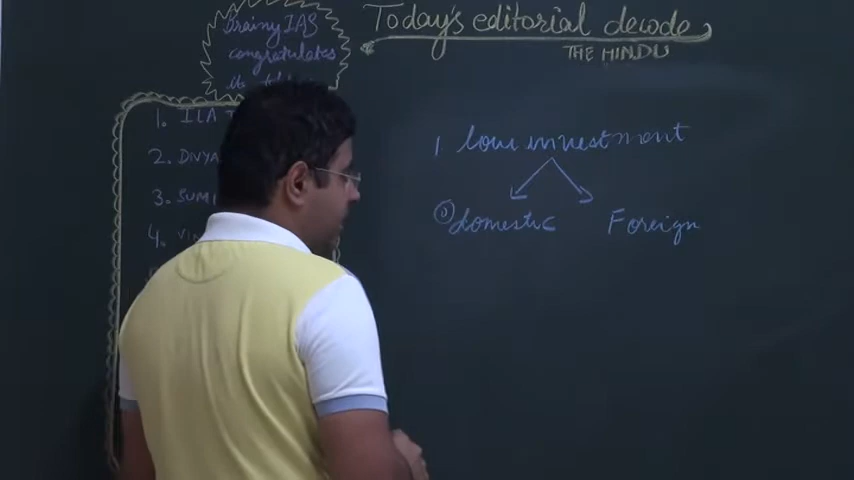 Brainy IAS
congratulates
Today's editorial decode
THE HINDU
1. ILA
2. DIVYA
3. SUMI
4.
1. low investment
① domestic Foreign